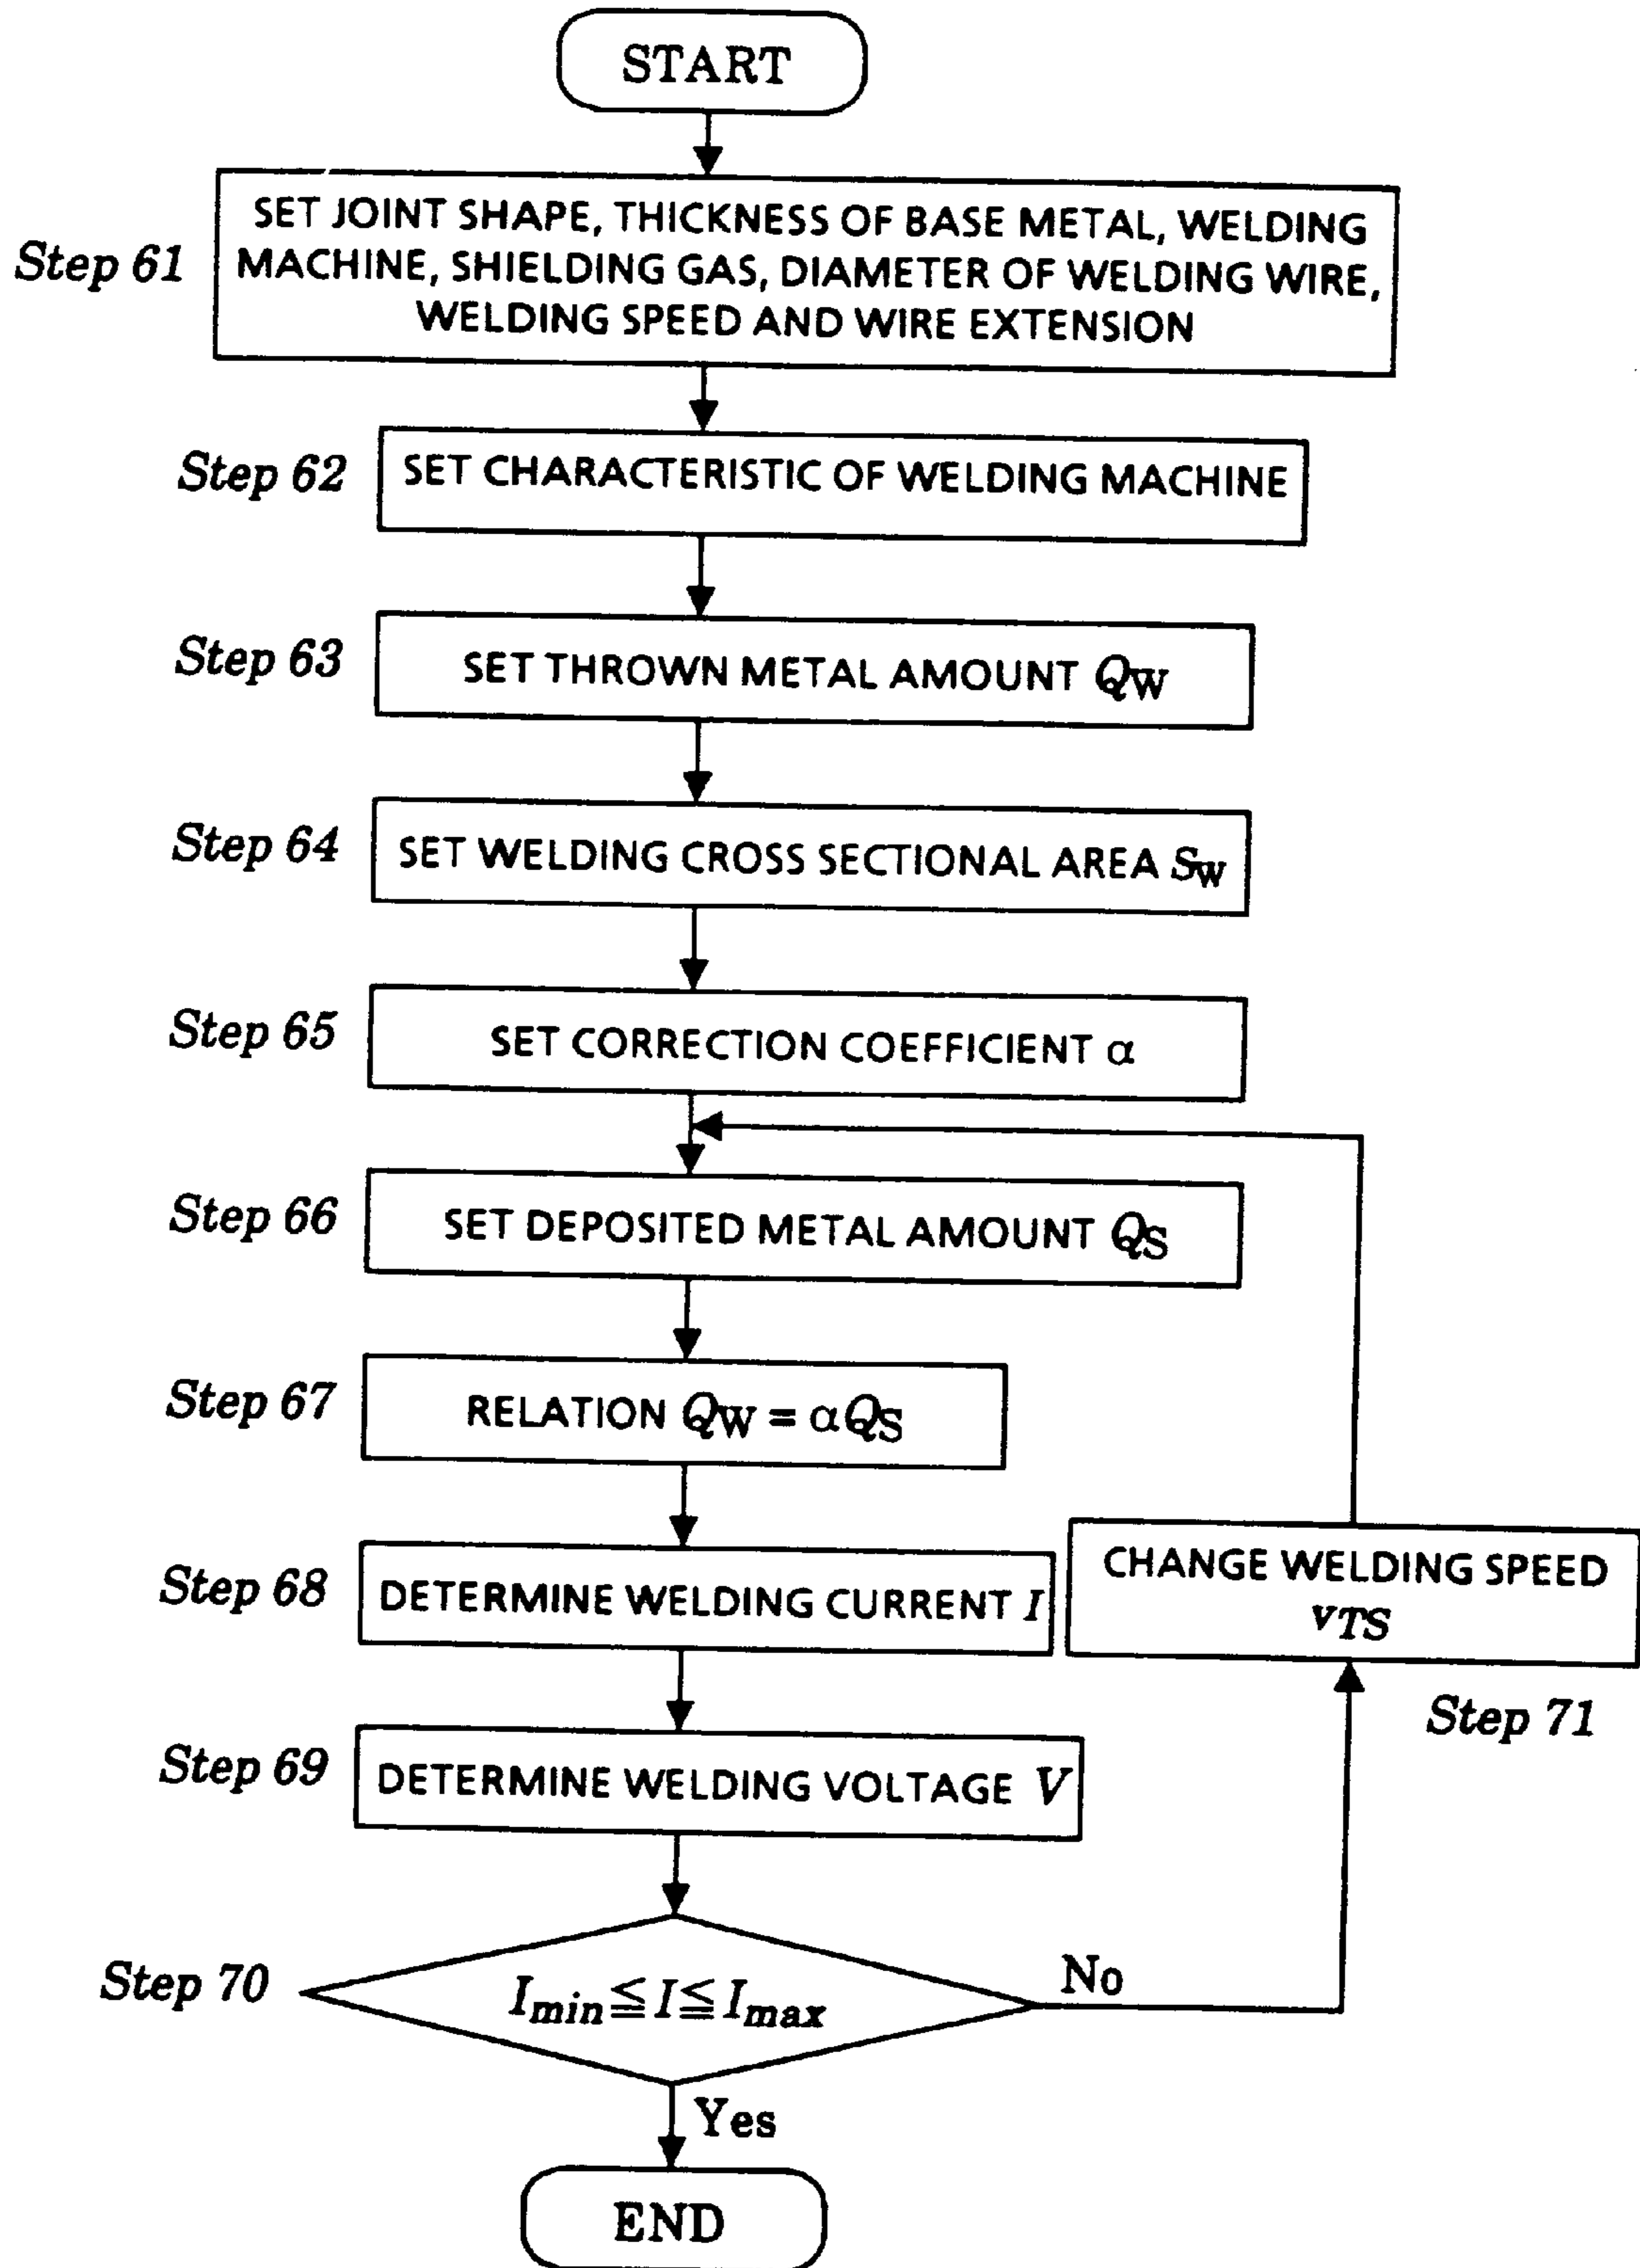 START
Step 61
SET JOINT SHAPE, THICKNESS OF BASE METAL, WELDING
MACHINE, SHIELDING GAS, DIAMETER OF WELDING WIRE,
WELDING SPEED AND WIRE EXTENSION
Step 62
SET CHARACTERISTIC OF WELDING MACHINE
Step 63
SET THROWN METAL AMOUNT QW
Step 64
SET WELDING CROSS SECTIONAL AREA SW
Step 65
SET CORRECTION COEFFICIENT α
Step 66
SET DEPOSITED METAL AMOUNT QS
Step 67
RELATION QW = αQS
Step 68
DETERMINE WELDING CURRENT I
CHANGE WELDING SPEED
vTS
Step 71
Step 69
DETERMINE WELDING VOLTAGE V
Step 70
Imin ≦ I ≦ Imax
No
Yes
END